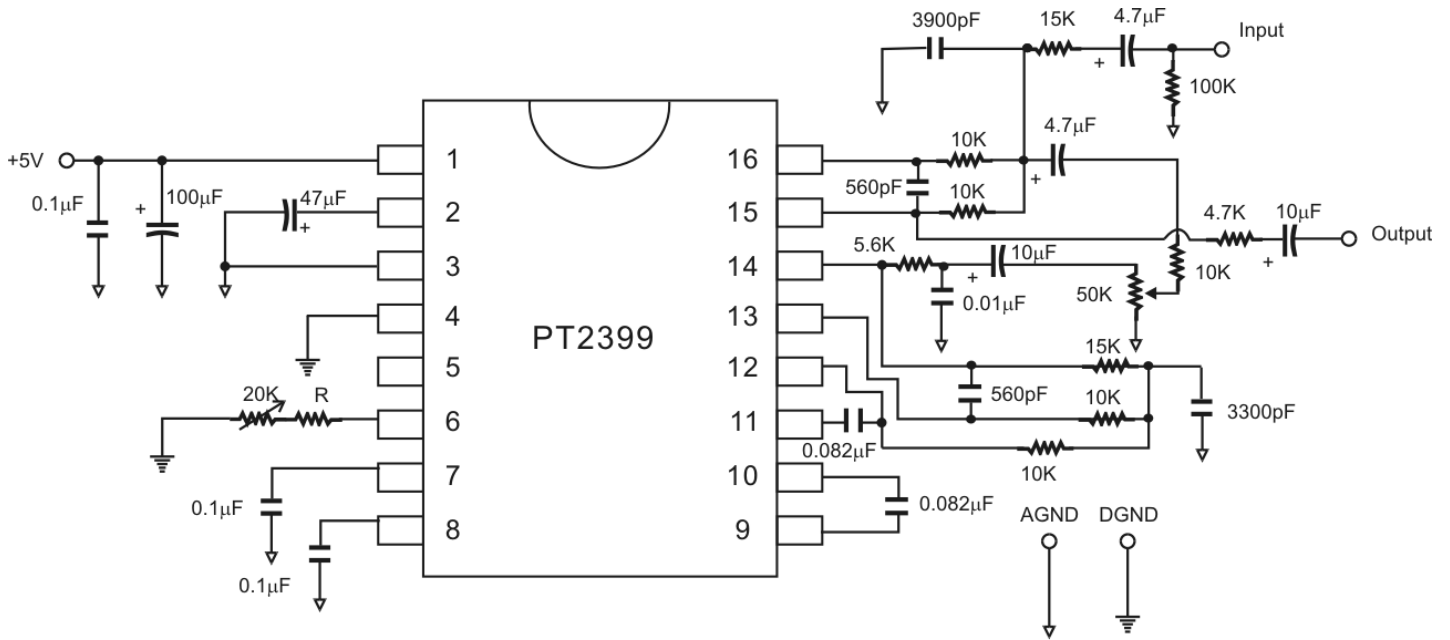 3900pF
15K
4.7μF
Input
100K
+
+5V
0.1μF
+
100μF
47μF
+
1
2
3
4
5
6
7
8
16
15
14
13
12
11
10
9
PT2399
10K
4.7μF
560pF
+
10K
4.7K
10μF
Output
+
5.6K
10μF
+
10K
0.01μF
50K
15K
560pF
10K
3300pF
0.082μF
10K
20K
R
0.1μF
0.1μF
0.082μF
AGND
DGND